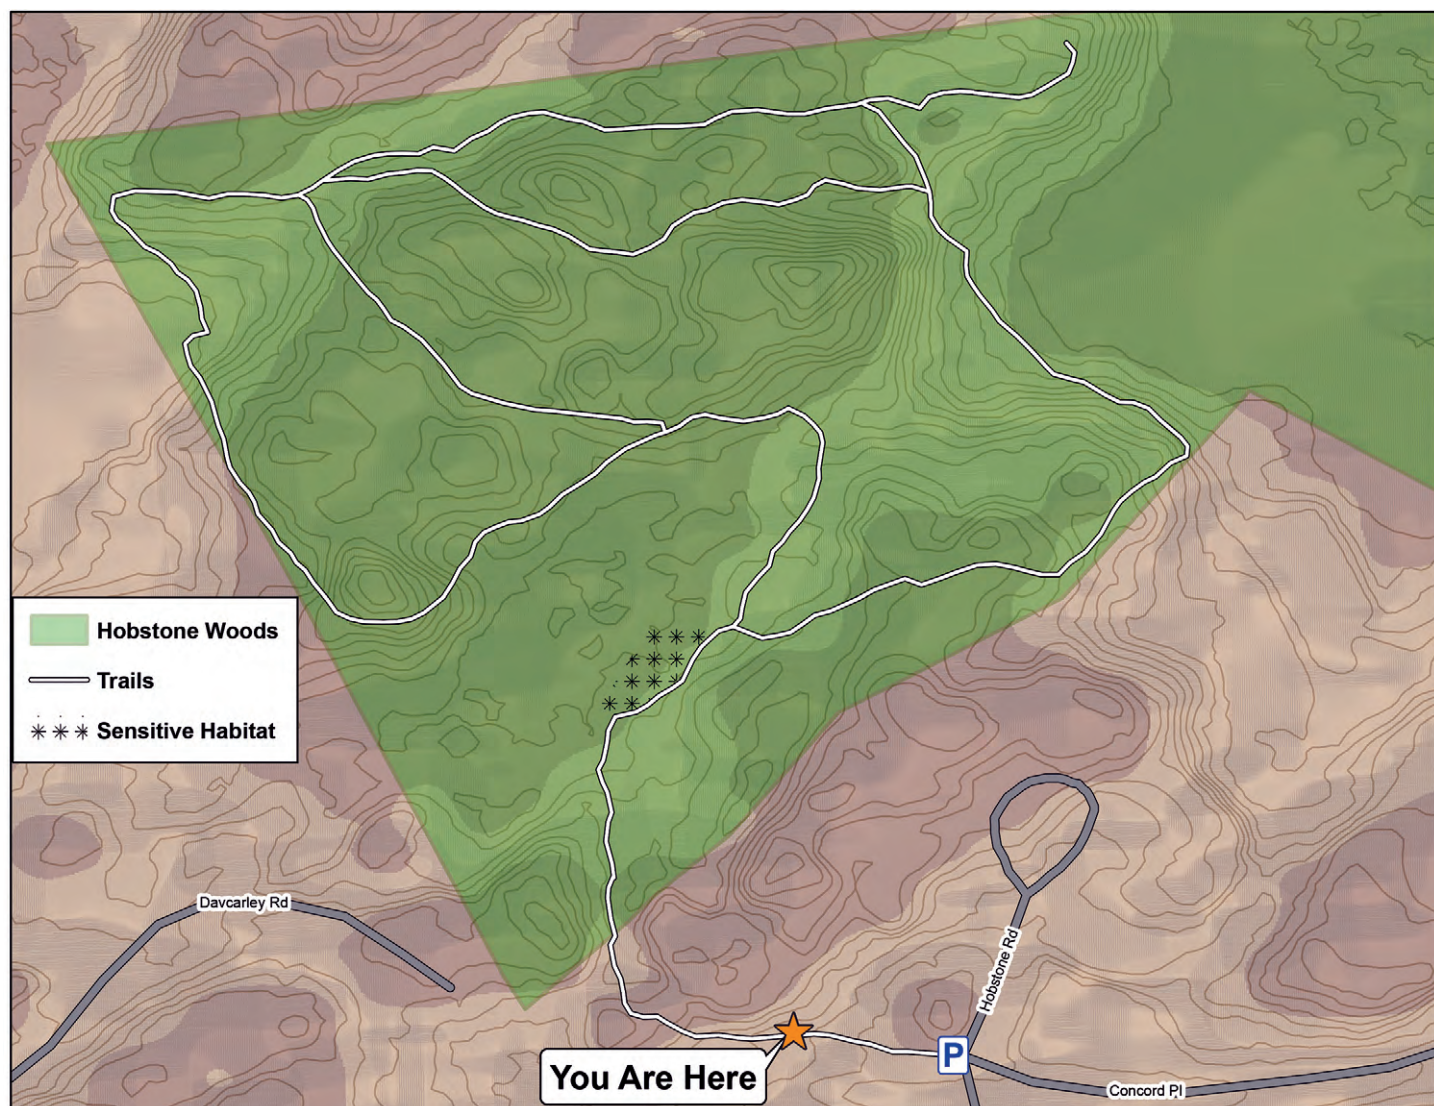 Hobstone Woods
Trails
Sensitive Habitat
Davcarley Rd
Hobstone Rd
You Are Here
P
Concord Pl